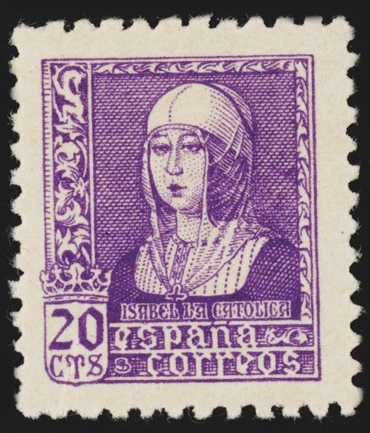 ISABEL LA CATOLICA
20
CTS
españa
correos